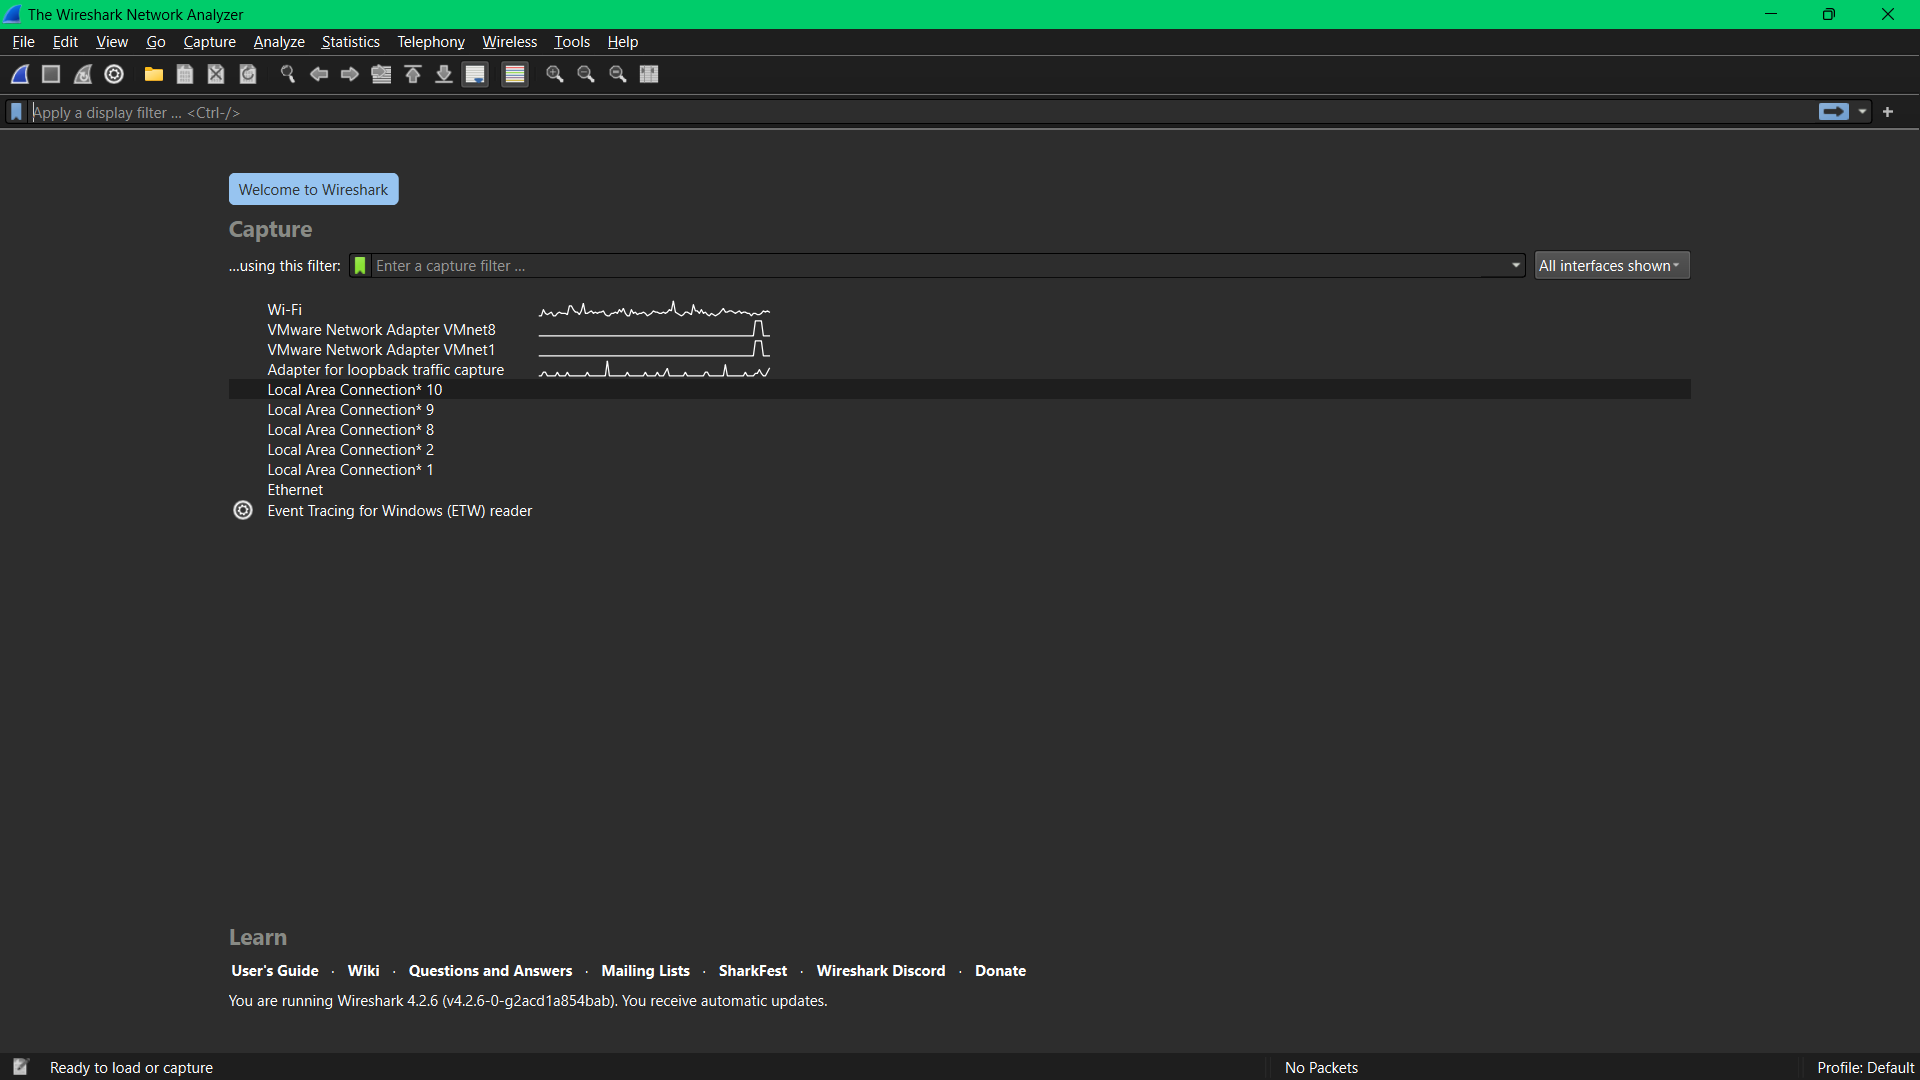 The Wireshark Network Analyzer
File Edit View Go Capture Analyze Statistics Telephony Wireless Tools Help
Apply a display filter ... <Ctrl-/>
Welcome to Wireshark
Capture
...using this filter: Enter a capture filter ... All interfaces shown
Wi-Fi
VMware Network Adapter VMnet8
VMware Network Adapter VMnet1
Adapter for loopback traffic capture
Local Area Connection* 10
Local Area Connection* 9
Local Area Connection* 8
Local Area Connection* 2
Local Area Connection* 1
Ethernet
Event Tracing for Windows (ETW) reader
Learn
User's Guide · Wiki · Questions and Answers · Mailing Lists · SharkFest · Wireshark Discord · Donate
You are running Wireshark 4.2.6 (v4.2.6-0-g2acd1a854bab). You receive automatic updates.
Ready to load or capture No Packets Profile: Default